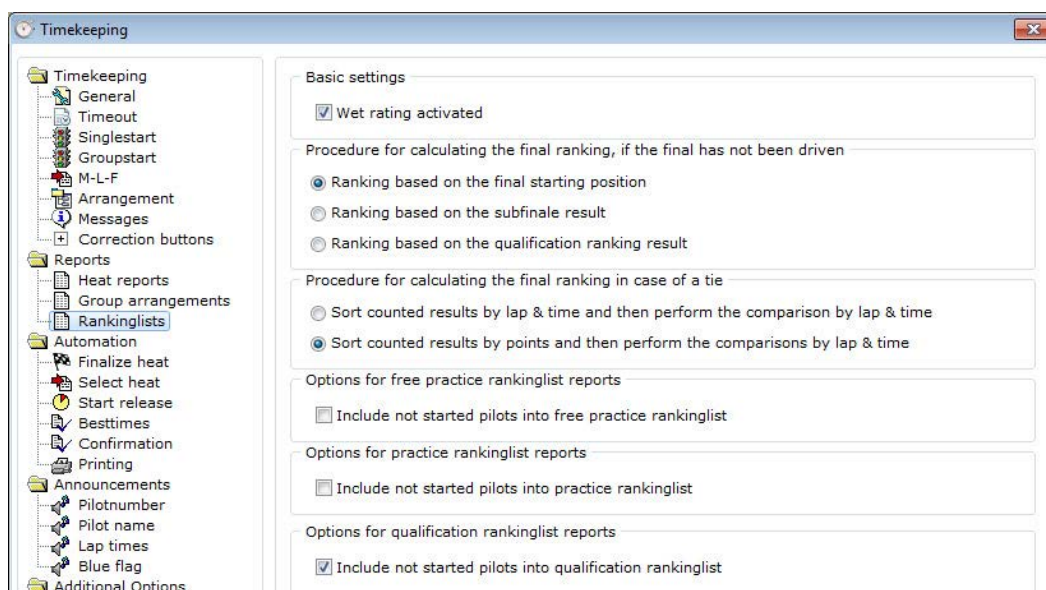 Timekeeping
Timekeeping
General
Timeout
Singlestart
Groupstart
M-L-F
Arrangement
Messages
Correction buttons
Reports
Heat reports
Group arrangements
Rankinglists
Automation
Finalize heat
Select heat
Start release
Besttimes
Confirmation
Printing
Announcements
Pilotnumber
Pilot name
Lap times
Blue flag
Additional Options
Basic settings
Wet rating activated
Procedure for calculating the final ranking, if the final has not been driven
Ranking based on the final starting position
Ranking based on the subfinale result
Ranking based on the qualification ranking result
Procedure for calculating the final ranking in case of a tie
Sort counted results by lap & time and then perform the comparison by lap & time
Sort counted results by points and then perform the comparisons by lap & time
Options for free practice rankinglist reports
Include not started pilots into free practice rankinglist
Options for practice rankinglist reports
Include not started pilots into practice rankinglist
Options for qualification rankinglist reports
Include not started pilots into qualification rankinglist